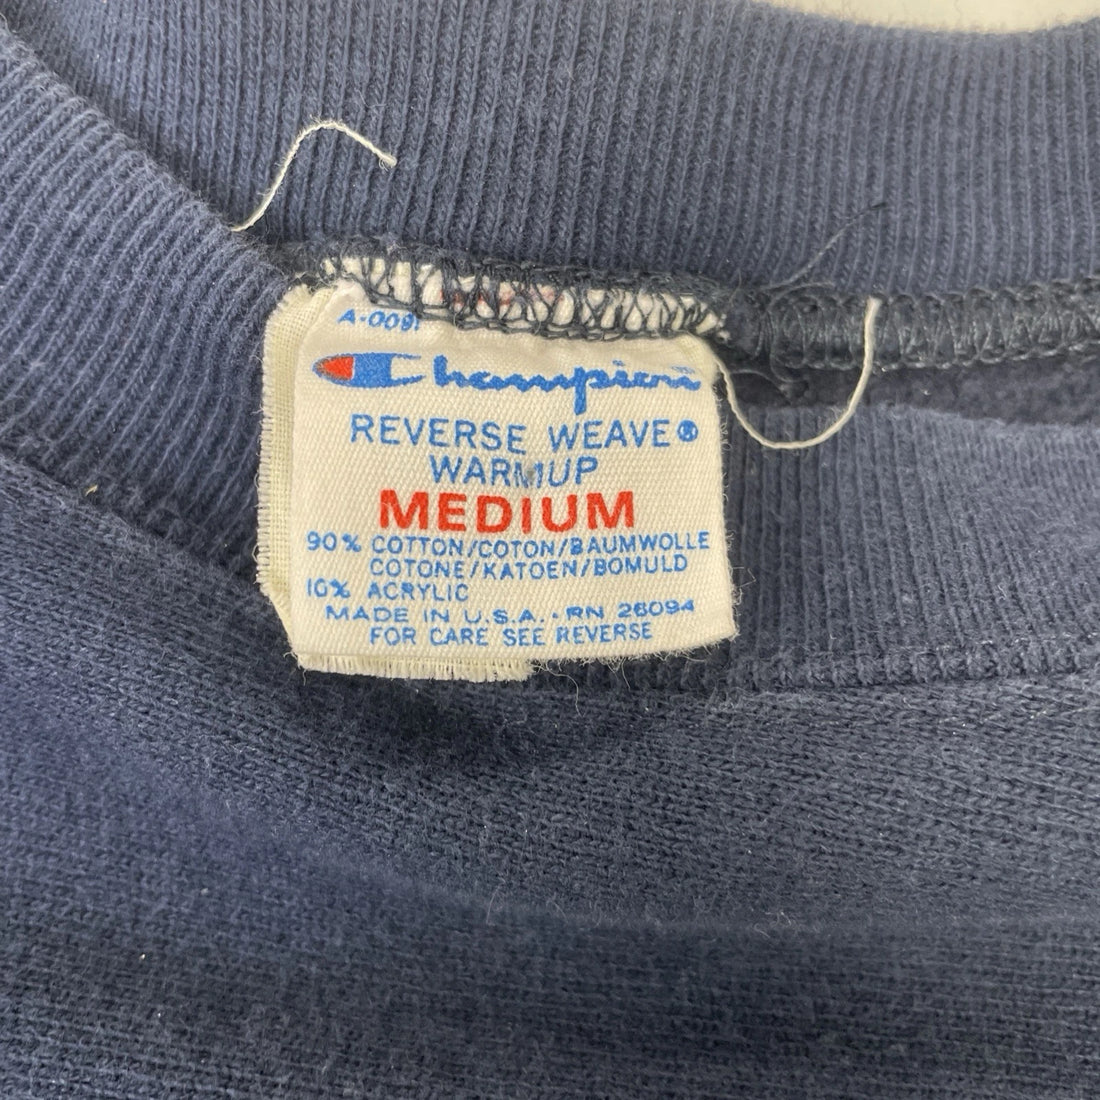 A-0091
Champion
REVERSE WEAVE®
WARMUP
MEDIUM
90% COTTON/COTON/BAUMWOLLE
COTONE/KATOEN/BOMULD
10% ACRYLIC
MADE IN U.S.A. · RN 26094
FOR CARE SEE REVERSE